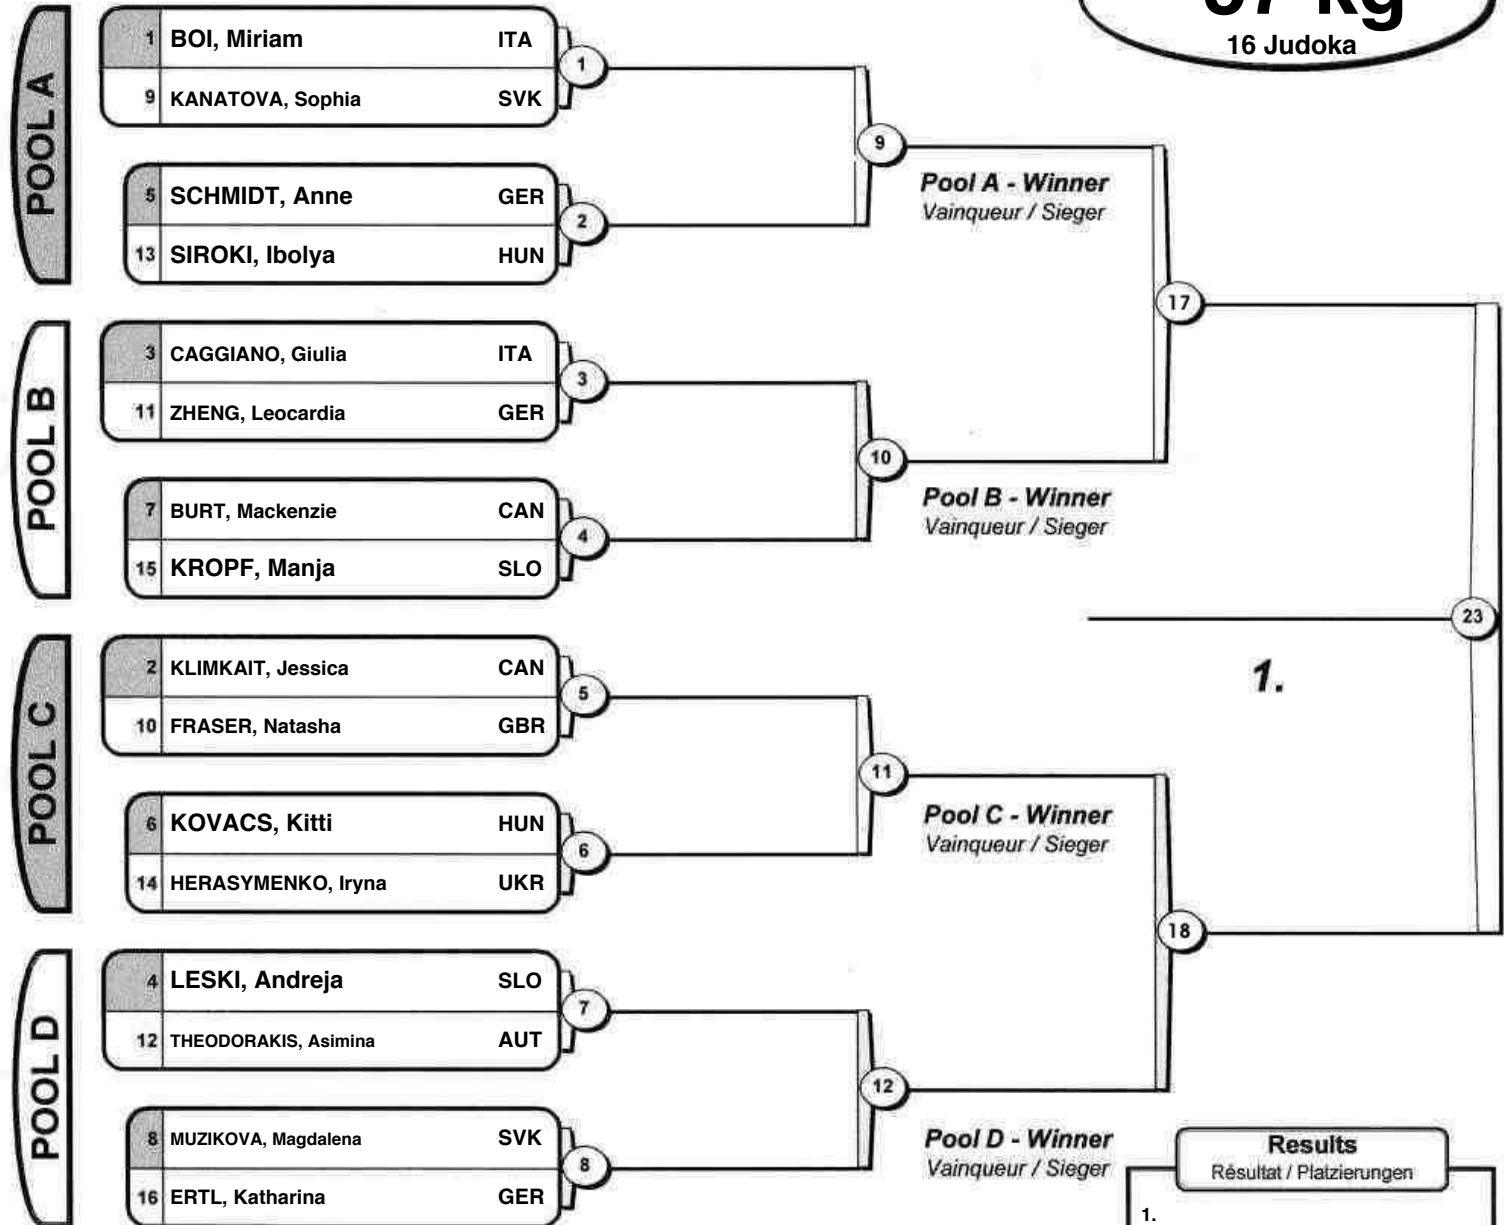 16 Judoka
POOL A
1 BOI, Miriam ITA
1
9 KANATOVA, Sophia SVK
5 SCHMIDT, Anne GER
2
13 SIROKI, Ibolya HUN
9
Pool A - Winner
Vainqueur / Sieger
POOL B
3 CAGGIANO, Giulia ITA
3
11 ZHENG, Leocardia GER
7 BURT, Mackenzie CAN
4
15 KROPF, Manja SLO
10
Pool B - Winner
Vainqueur / Sieger
17
POOL C
2 KLIMKAIT, Jessica CAN
5
10 FRASER, Natasha GBR
6 KOVACS, Kitti HUN
6
14 HERASYMENKO, Iryna UKR
11
Pool C - Winner
Vainqueur / Sieger
POOL D
4 LESKI, Andreja SLO
7
12 THEODORAKIS, Asimina AUT
8 MUZIKOVA, Magdalena SVK
8
16 ERTL, Katharina GER
12
Pool D - Winner
Vainqueur / Sieger
18
23
1.
Results
Résultat / Platzierungen
1.